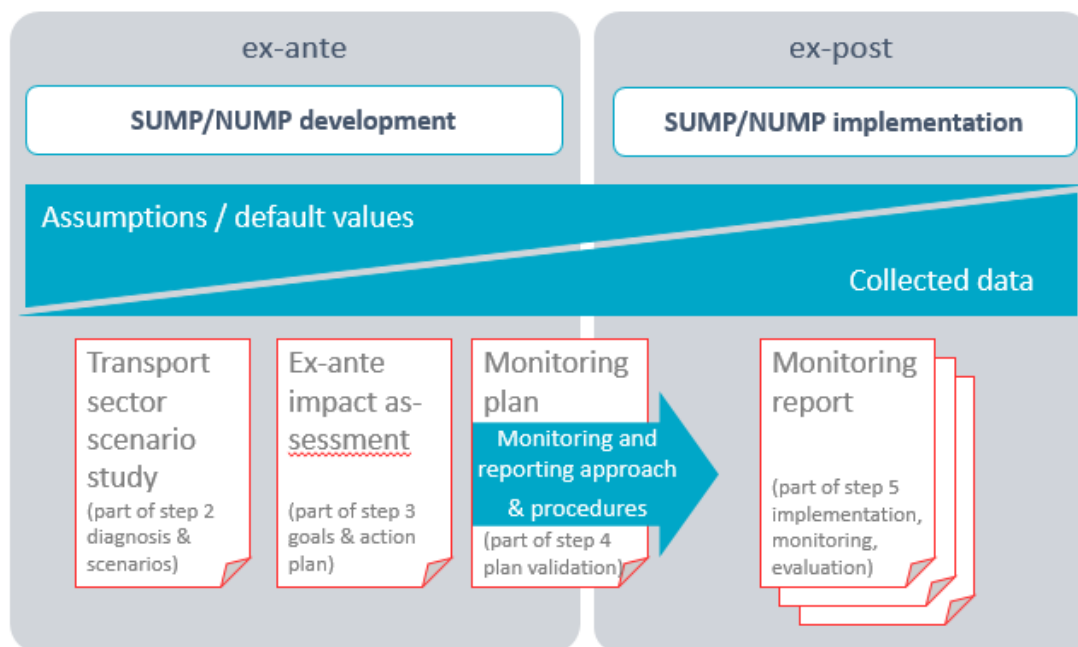 ex-ante
ex-post
SUMP/NUMP development
SUMP/NUMP implementation
Assumptions / default values
Collected data
Transport
sector
scenario
study
(part of step 2
diagnosis &
scenarios)
Ex-ante
impact as-
sessment
(part of step 3
goals & action
plan)
Monitoring
plan
Monitoring and
reporting approach
& procedures
(part of step 4
plan validation)
Monitoring
report
(part of step 5
implementation,
monitoring,
evaluation)